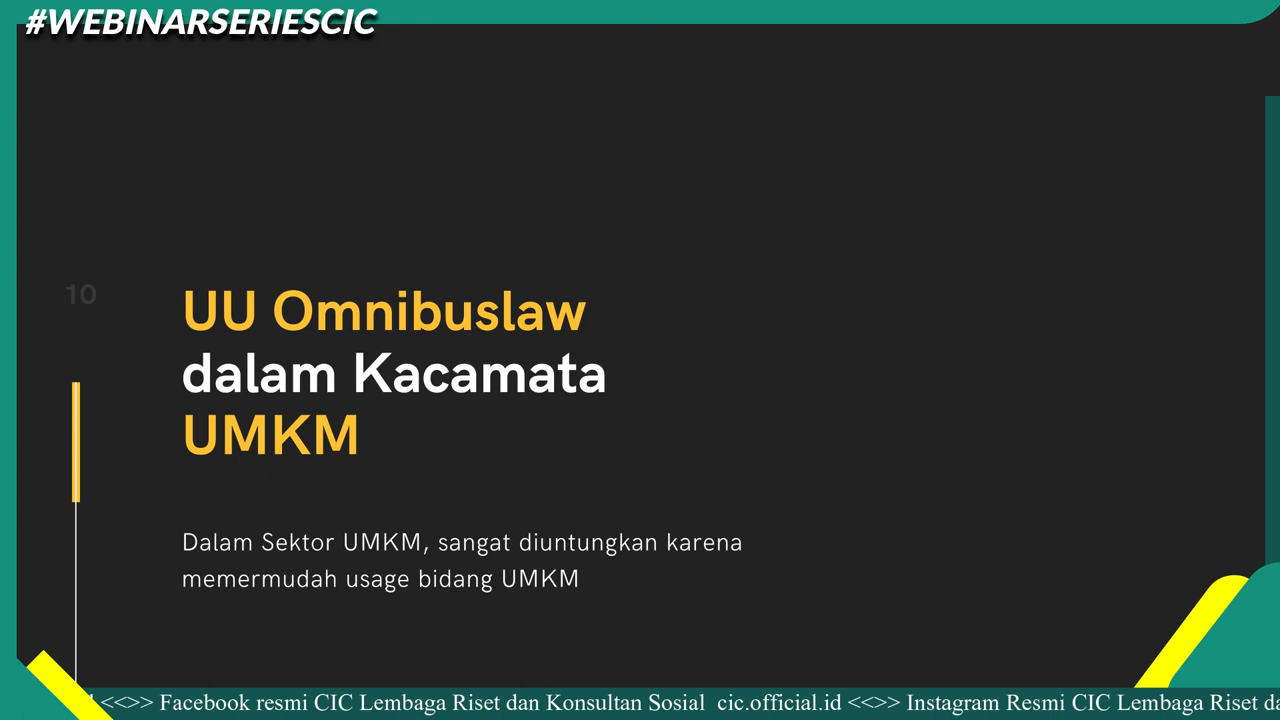 #WEBINARSERIESCIC
10
UU Omnibuslaw
dalam Kacamata
UMKM
Dalam Sektor UMKM, sangat diuntungkan karena
memermudah usage bidang UMKM
<<>> Facebook resmi CIC Lembaga Riset dan Konsultan Sosial cic.official.id <<>> Instagram Resmi CIC Lembaga Riset